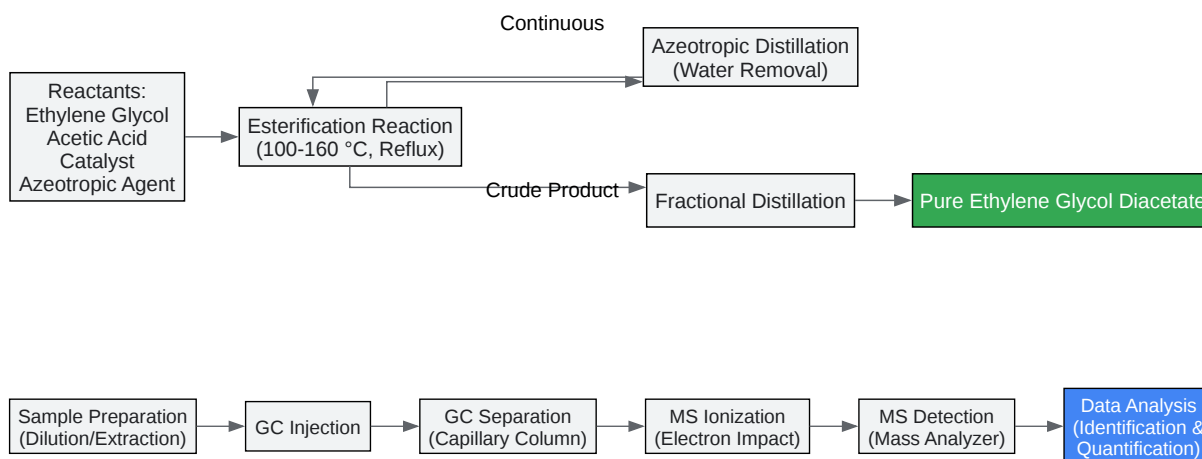 Continuous
Azeotropic Distillation
(Water Removal)
Reactants:
Ethylene Glycol
Acetic Acid
Catalyst
Azeotropic Agent
Esterification Reaction
(100-160 °C, Reflux)
Crude Product
Fractional Distillation
Pure Ethylene Glycol Diacetate
Sample Preparation
(Dilution/Extraction)
GC Injection
GC Separation
(Capillary Column)
MS Ionization
(Electron Impact)
MS Detection
(Mass Analyzer)
Data Analysis
(Identification &
Quantification)